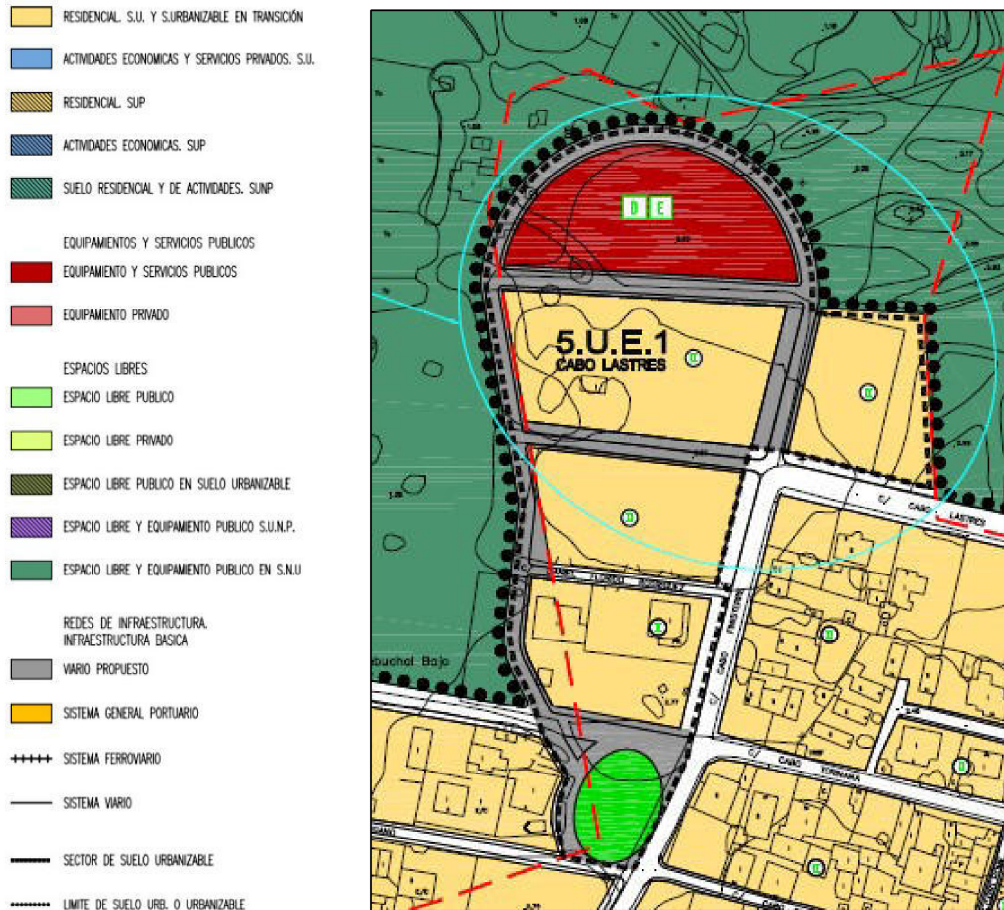 RESIDENCIAL. S.U. Y S.URBANIZABLE EN TRANSICIÓN
ACTIVIDADES ECONOMICAS Y SERVICIOS PRIVADOS. S.U.
RESIDENCIAL. SUP
ACTIVIDADES ECONOMICAS. SUP
SUELO RESIDENCIAL Y DE ACTIVIDADES. SUNP
EQUIPAMIENTOS Y SERVICIOS PUBLICOS
EQUIPAMIENTO Y SERVICIOS PUBLICOS
EQUIPAMIENTO PRIVADO
ESPACIOS LIBRES
ESPACIO LIBRE PUBLICO
ESPACIO LIBRE PRIVADO
ESPACIO LIBRE PUBLICO EN SUELO URBANIZABLE
ESPACIO LIBRE Y EQUIPAMIENTO PUBLICO S.U.N.P.
ESPACIO LIBRE Y EQUIPAMIENTO PUBLICO EN S.N.U
REDES DE INFRAESTRUCTURA.
INFRAESTRUCTURA BASICA
VIARIO PROPUESTO
SISTEMA GENERAL PORTUARIO
SISTEMA FERROVIARIO
SISTEMA VIARIO
SECTOR DE SUELO URBANIZABLE
LIMITE DE SUELO URB. O URBANIZABLE
D E
5.U.E.1
CABO LASTRES
C/ CABO LASTRES
C/ CABO FINISTERRE
ebuchal Bajo
C/ CABO